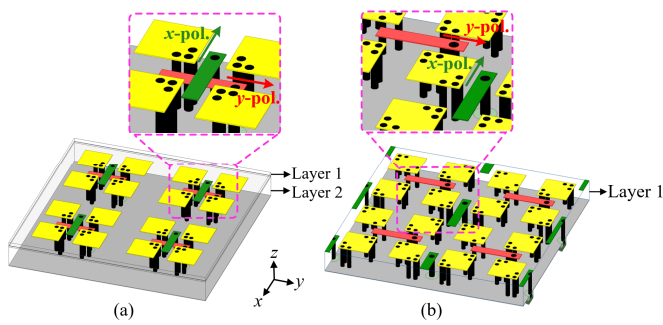 x-pol.
y-pol.
Layer 1
Layer 2
z
y
x
(a)
y-pol.
x-pol.
Layer 1
(b)